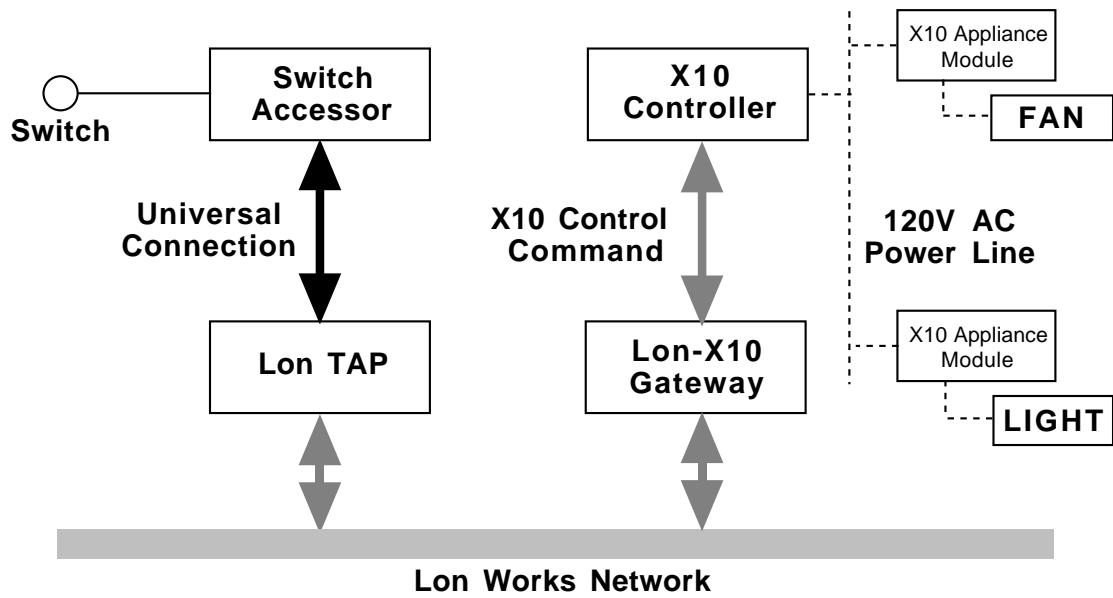 Switch
Accessor
Switch
X10
Controller
X10 Appliance
Module
FAN
Universal
Connection
X10 Control
Command
120V AC
Power Line
Lon TAP
Lon-X10
Gateway
X10 Appliance
Module
LIGHT
Lon Works Network